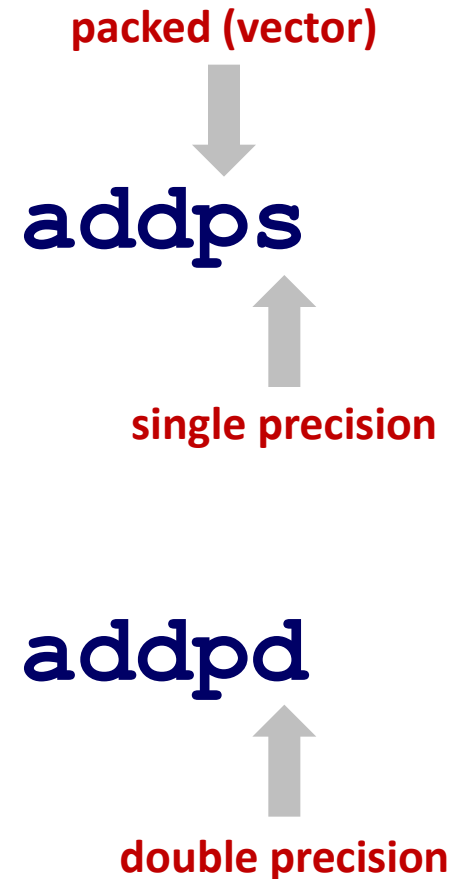 packed (vector)
addps
single precision
addpd
double precision